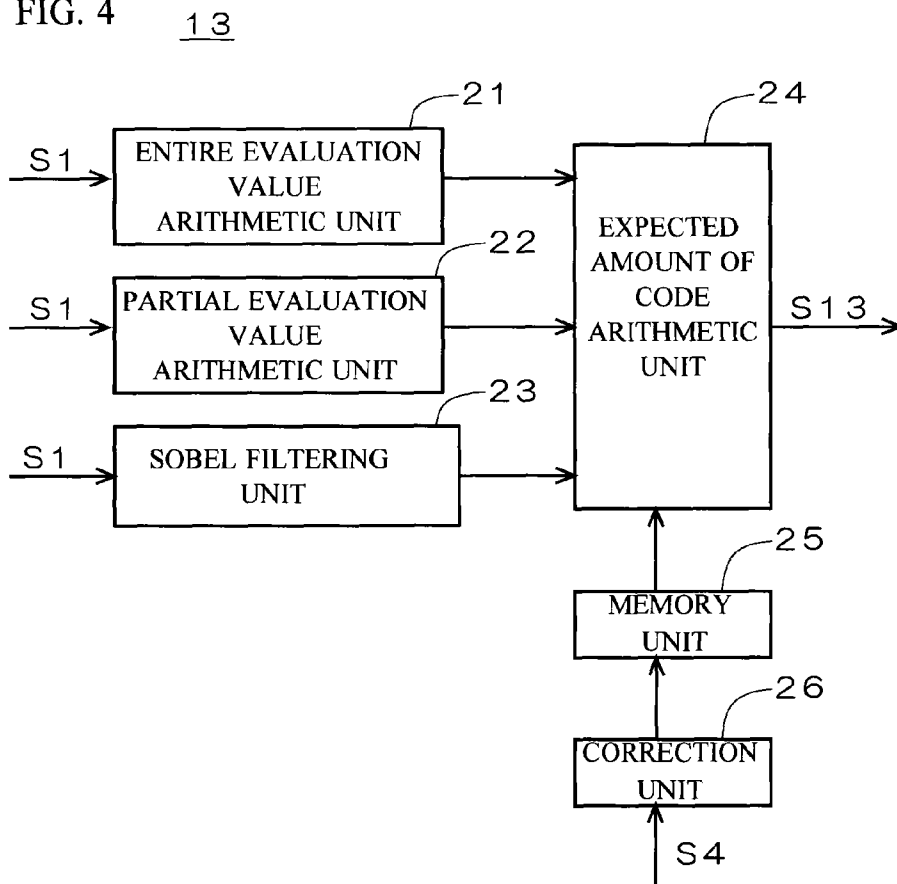 FIG. 4
13
21
24
S1
ENTIRE EVALUATION
VALUE
ARITHMETIC UNIT
22
S1
PARTIAL EVALUATION
VALUE
ARITHMETIC UNIT
23
S1
SOBEL FILTERING
UNIT
EXPECTED
AMOUNT OF
CODE
ARITHMETIC
UNIT
S13
25
MEMORY
UNIT
26
CORRECTION
UNIT
S4